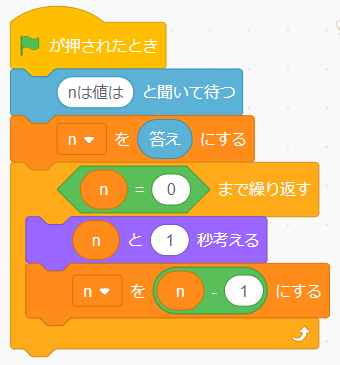 が押されたとき
nは値は と聞いて待つ
n を 答え にする
n = 0 まで繰り返す
n と 1 秒考える
n を n - 1 にする